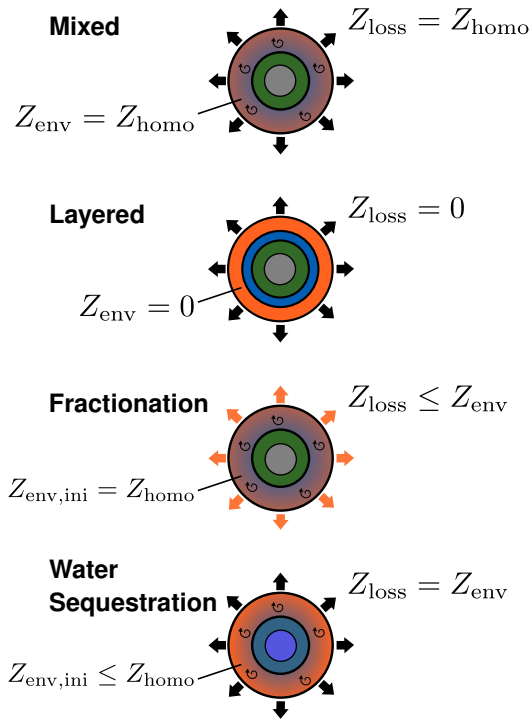 Mixed
Z_loss = Z_homo
Z_env = Z_homo
Layered
Z_loss = 0
Z_env = 0
Fractionation
Z_loss ≤ Z_env
Z_env,ini = Z_homo
Water
Sequestration
Z_loss = Z_env
Z_env,ini ≤ Z_homo